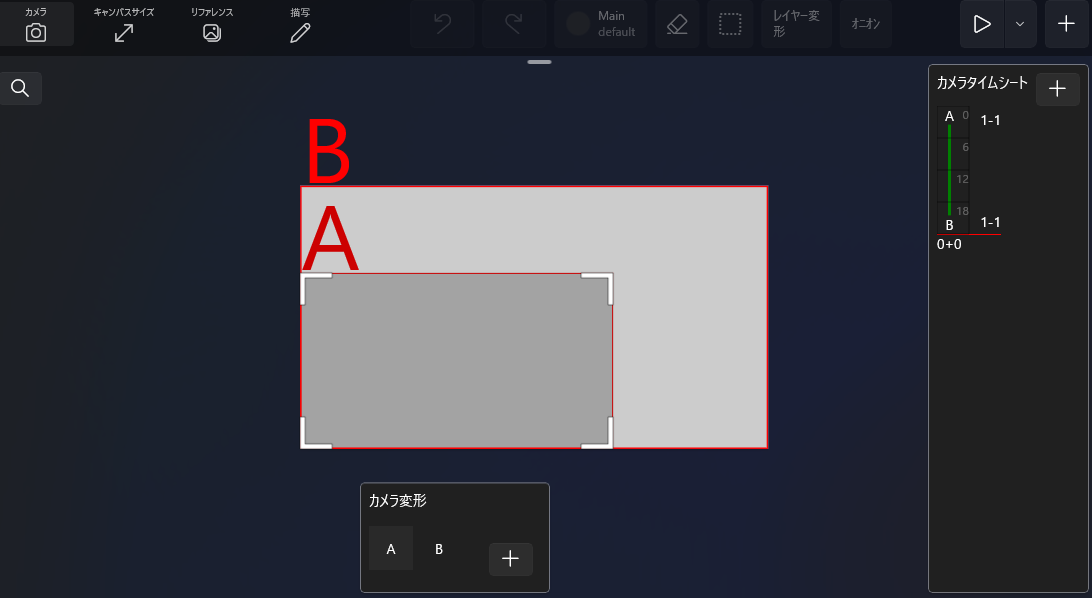 カメラ
キャンバスサイズ
リファレンス
描写
Main
default
レイヤー変
形
オニオン
カメラタイムシート
A 0 1-1
6
12
18
B 1-1
0+0
B
A
カメラ変形
A B